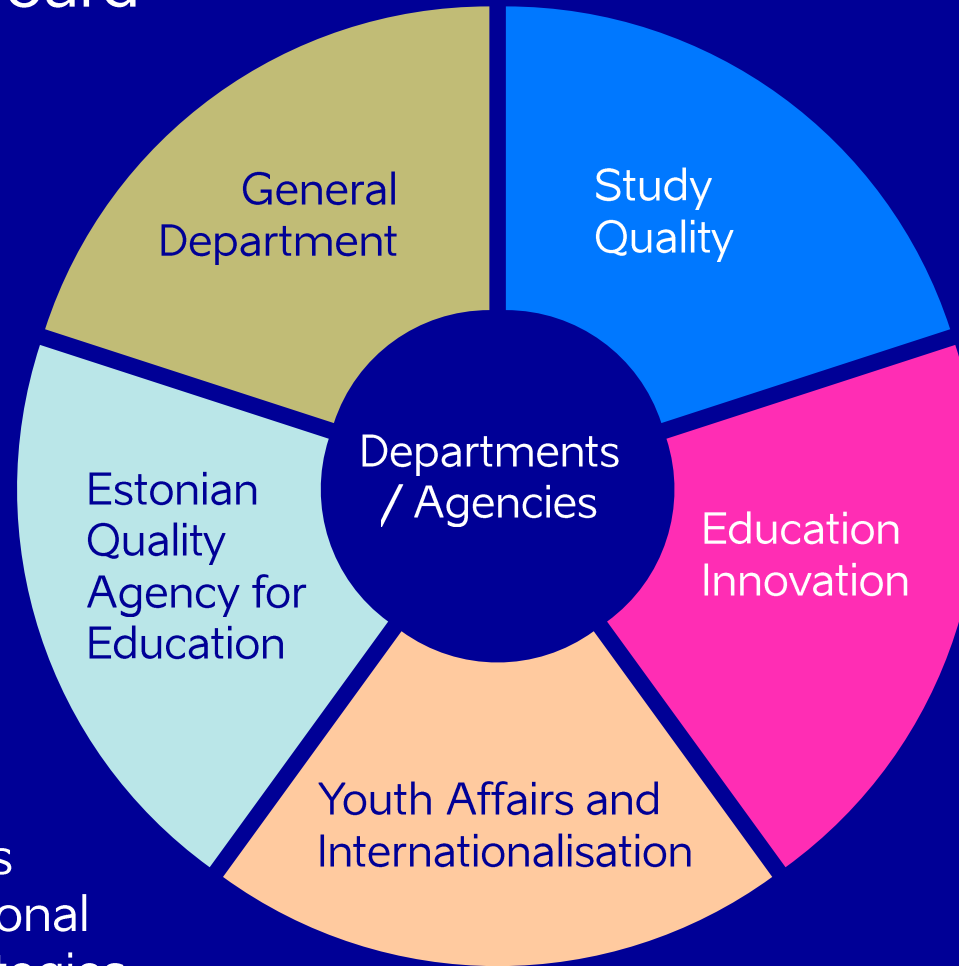 General
Department
Study
Quality
Departments
/ Agencies
Estonian
Quality
Agency for
Education
Education
Innovation
Youth Affairs and
Internationalisation